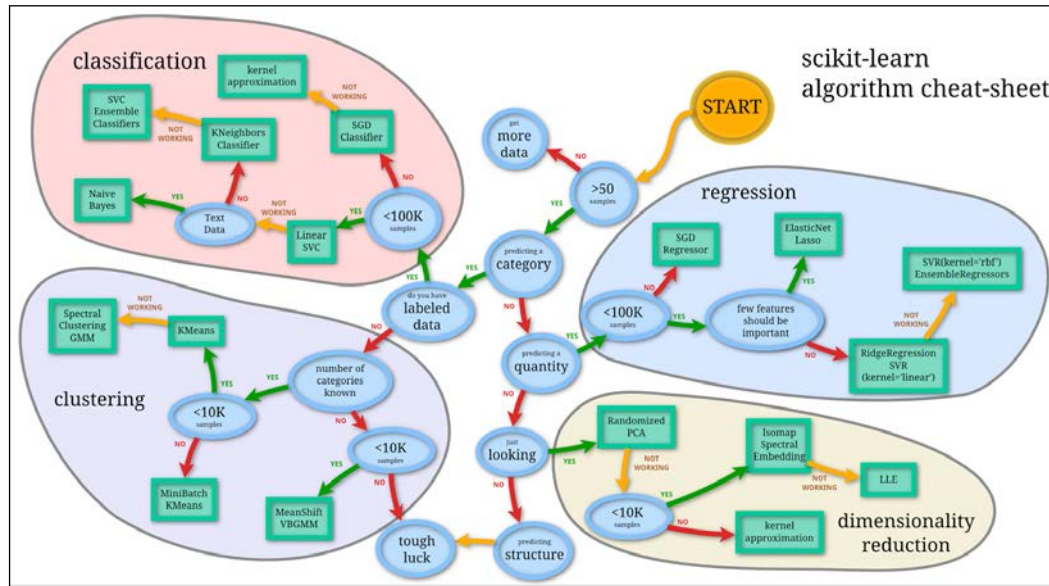 scikit-learn
algorithm cheat-sheet
START
>50
samples
NO
get
more
data
YES
predicting a
category
YES
do you have
labeled
data
YES
classification
<100K
samples
NO
SGD
Classifier
NOT
WORKING
kernel
approximation
YES
Linear
SVC
NOT
WORKING
Text
Data
YES
Naive
Bayes
NO
KNeighbors
Classifier
NOT
WORKING
SVC
Ensemble
Classifiers
NO
clustering
number of
categories
known
YES
<10K
samples
YES
KMeans
NOT
WORKING
Spectral
Clustering
GMM
NO
MiniBatch
KMeans
NO
<10K
samples
YES
MeanShift
VBGMM
NO
tough
luck
NO
predicting a
quantity
YES
regression
<100K
samples
NO
SGD
Regressor
YES
few features
should be
important
YES
ElasticNet
Lasso
NO
RidgeRegression
SVR
(kernel='linear')
NOT
WORKING
SVR(kernel='rbf')
EnsembleRegressors
NO
just
looking
YES
dimensionality
reduction
Randomized
PCA
NOT
WORKING
<10K
samples
YES
Isomap
Spectral
Embedding
NOT
WORKING
LLE
NO
kernel
approximation
NO
predicting
structure